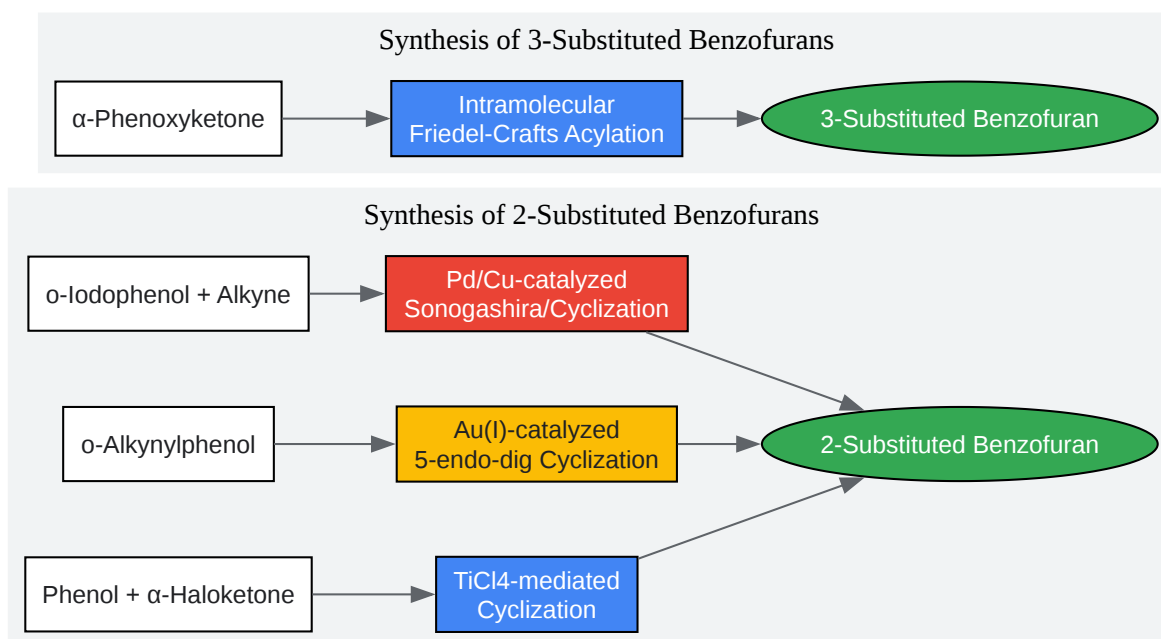 Synthesis of 3-Substituted Benzofurans
α-Phenoxyketone
Intramolecular
Friedel-Crafts Acylation
3-Substituted Benzofuran
Synthesis of 2-Substituted Benzofurans
o-Iodophenol + Alkyne
Pd/Cu-catalyzed
Sonogashira/Cyclization
o-Alkynylphenol
Au(I)-catalyzed
5-endo-dig Cyclization
2-Substituted Benzofuran
Phenol + α-Haloketone
TiCl4-mediated
Cyclization